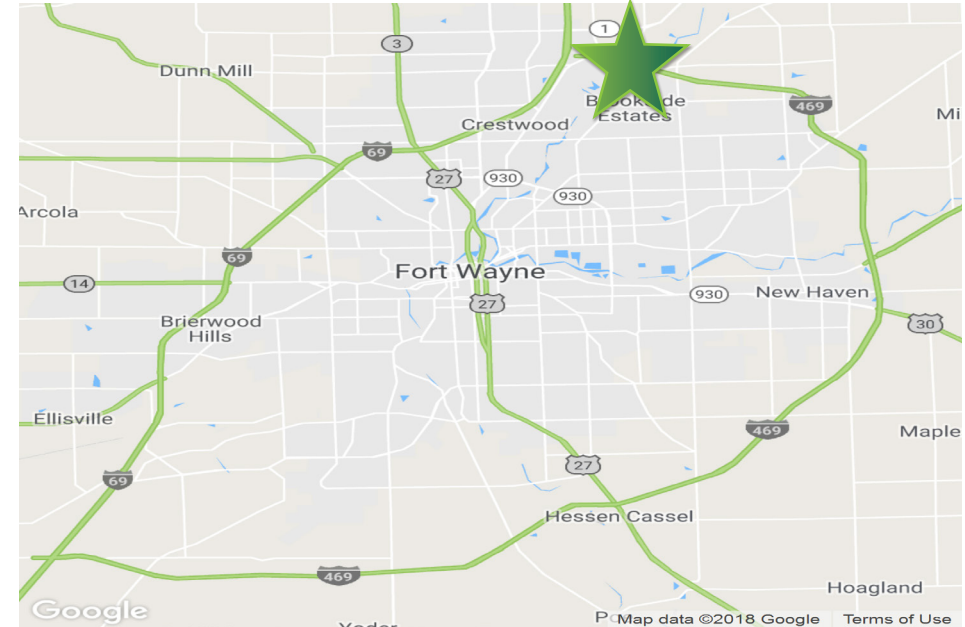 1
3
Dunn Mill
469
Brookside
Estates
Mi
Crestwood
69
27
930
930
Arcola
69
Fort Wayne
14
27
930
New Haven
Brierwood
Hills
30
Ellisville
469
Maple
27
69
Hessen Cassel
469
Hoagland
Google
Map data ©2018 Google
Terms of Use